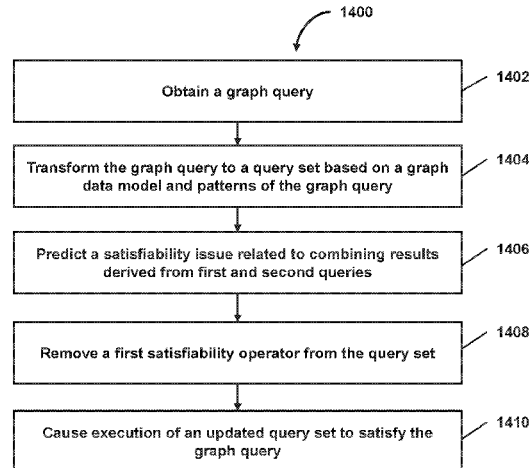 1400
Obtain a graph query
1402
Transform the graph query to a query set based on a graph
data model and patterns of the graph query
1404
Predict a satisfiability issue related to combining results
derived from first and second queries
1406
Remove a first satisfiability operator from the query set
1408
Cause execution of an updated query set to satisfy the
graph query
1410